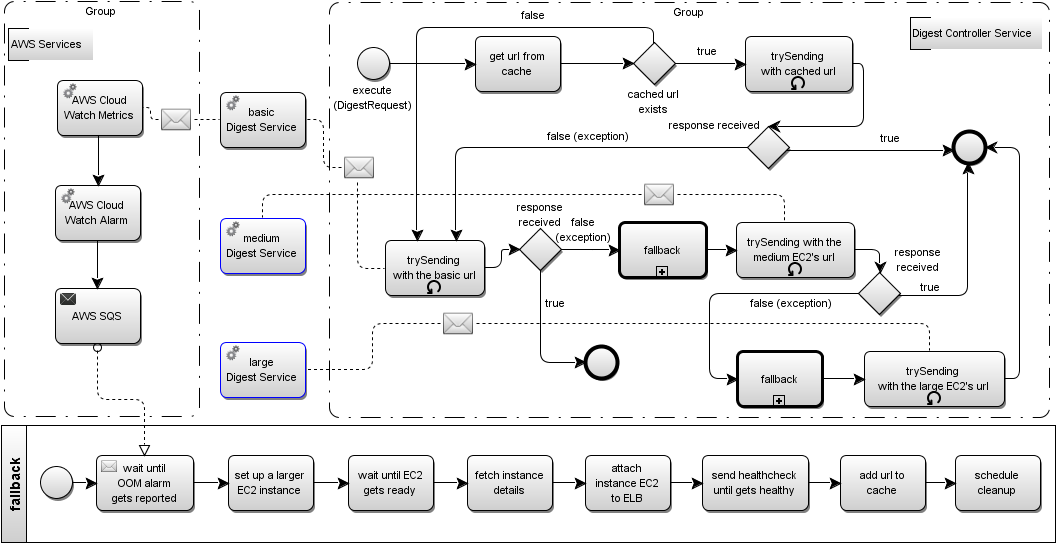 Group
AWS Services
AWS Cloud
Watch Metrics
AWS Cloud
Watch Alarm
AWS SQS
basic
Digest Service
medium
Digest Service
large
Digest Service
Group
Digest Controller Service
false
execute
(DigestRequest)
get url from
cache
cached url
exists
true
trySending
with cached url
response received
true
false (exception)
trySending
with the basic url
response
received
false
(exception)
true
fallback
trySending with the
medium EC2's url
response
received
true
false (exception)
fallback
trySending
with the large EC2's url
fallback
wait until
OOM alarm
gets reported
set up a larger
EC2 instance
wait until EC2
gets ready
fetch instance
details
attach
instance EC2
to ELB
send healthcheck
until gets healthy
add url to
cache
schedule
cleanup